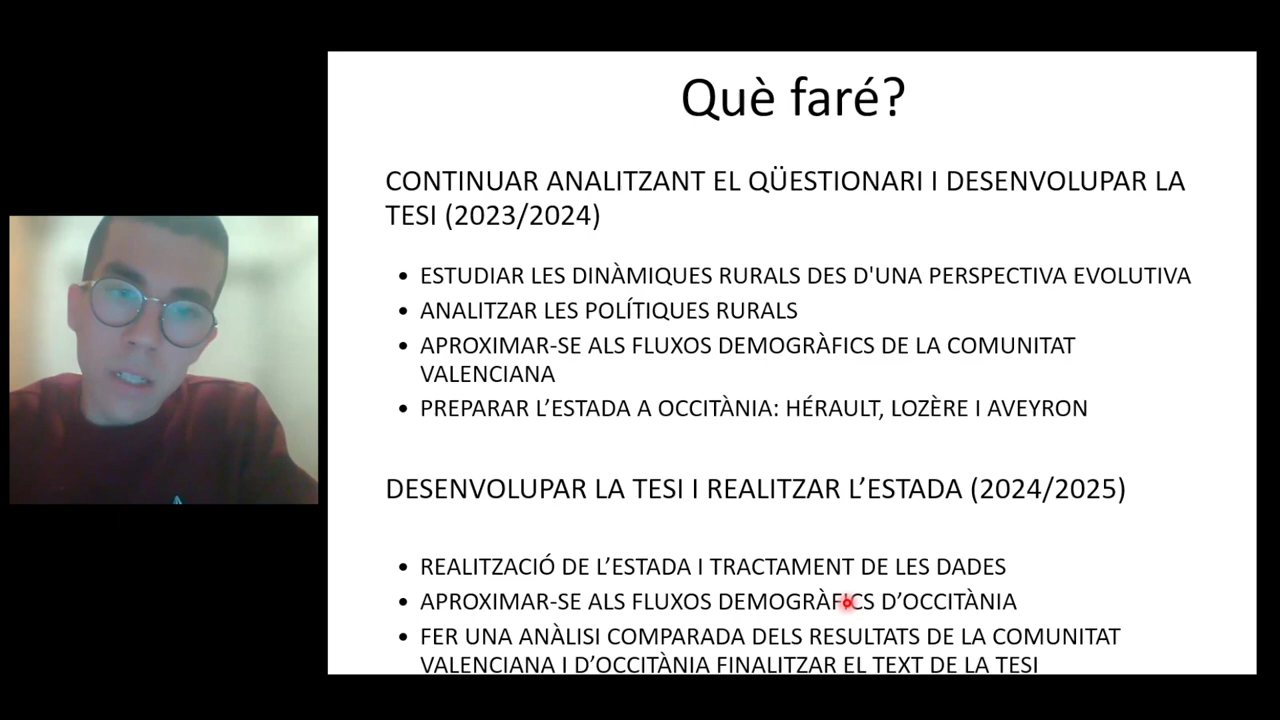 Què faré?
CONTINUAR ANALITZANT EL QÜESTIONARI I DESENVOLUPAR LA
TESI (2023/2024)
• ESTUDIAR LES DINÀMIQUES RURALS DES D'UNA PERSPECTIVA EVOLUTIVA
• ANALITZAR LES POLÍTIQUES RURALS
• APROXIMAR-SE ALS FLUXOS DEMOGRÀFICS DE LA COMUNITAT
VALENCIANA
• PREPARAR L’ESTADA A OCCITÀNIA: HÉRAULT, LOZÈRE I AVEYRON
DESENVOLUPAR LA TESI I REALITZAR L’ESTADA (2024/2025)
• REALITZACIÓ DE L’ESTADA I TRACTAMENT DE LES DADES
• APROXIMAR-SE ALS FLUXOS DEMOGRÀFICS D’OCCITÀNIA
• FER UNA ANÀLISI COMPARADA DELS RESULTATS DE LA COMUNITAT
VALENCIANA I D’OCCITÀNIA FINALITZAR EL TEXT DE LA TESI